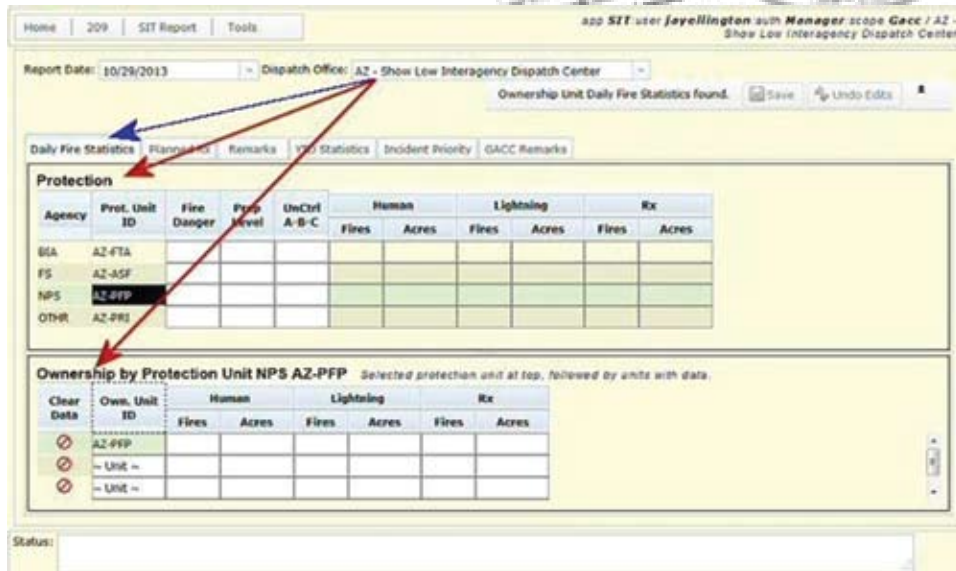 Home | 209 | SIT Report | Tools
app SIT user jayellington auth Manager scope Gacc / AZ -
Show Low Interagency Dispatch Center
Report Date: 10/29/2013 Dispatch Office: AZ - Show Low Interagency Dispatch Center
Ownership Unit Daily Fire Statistics found. Save Undo Edits
Daily Fire Statistics Planned Rx Remarks YTD Statistics Incident Priority GACC Remarks
Protection
Agency Prot. Unit ID Fire Danger Prep Level UnCtrl A-B-C Human Lightning Rx
Fires Acres Fires Acres Fires Acres
BIA AZ-FTA
FS AZ-ASF
NPS AZ-PFP
OTHR AZ-PRI
Ownership by Protection Unit NPS AZ-PFP Selected protection unit at top, followed by units with data.
Clear Data Own. Unit ID Human Lightning Rx
Fires Acres Fires Acres Fires Acres
AZ-PFP
~ Unit ~
~ Unit ~
Status: